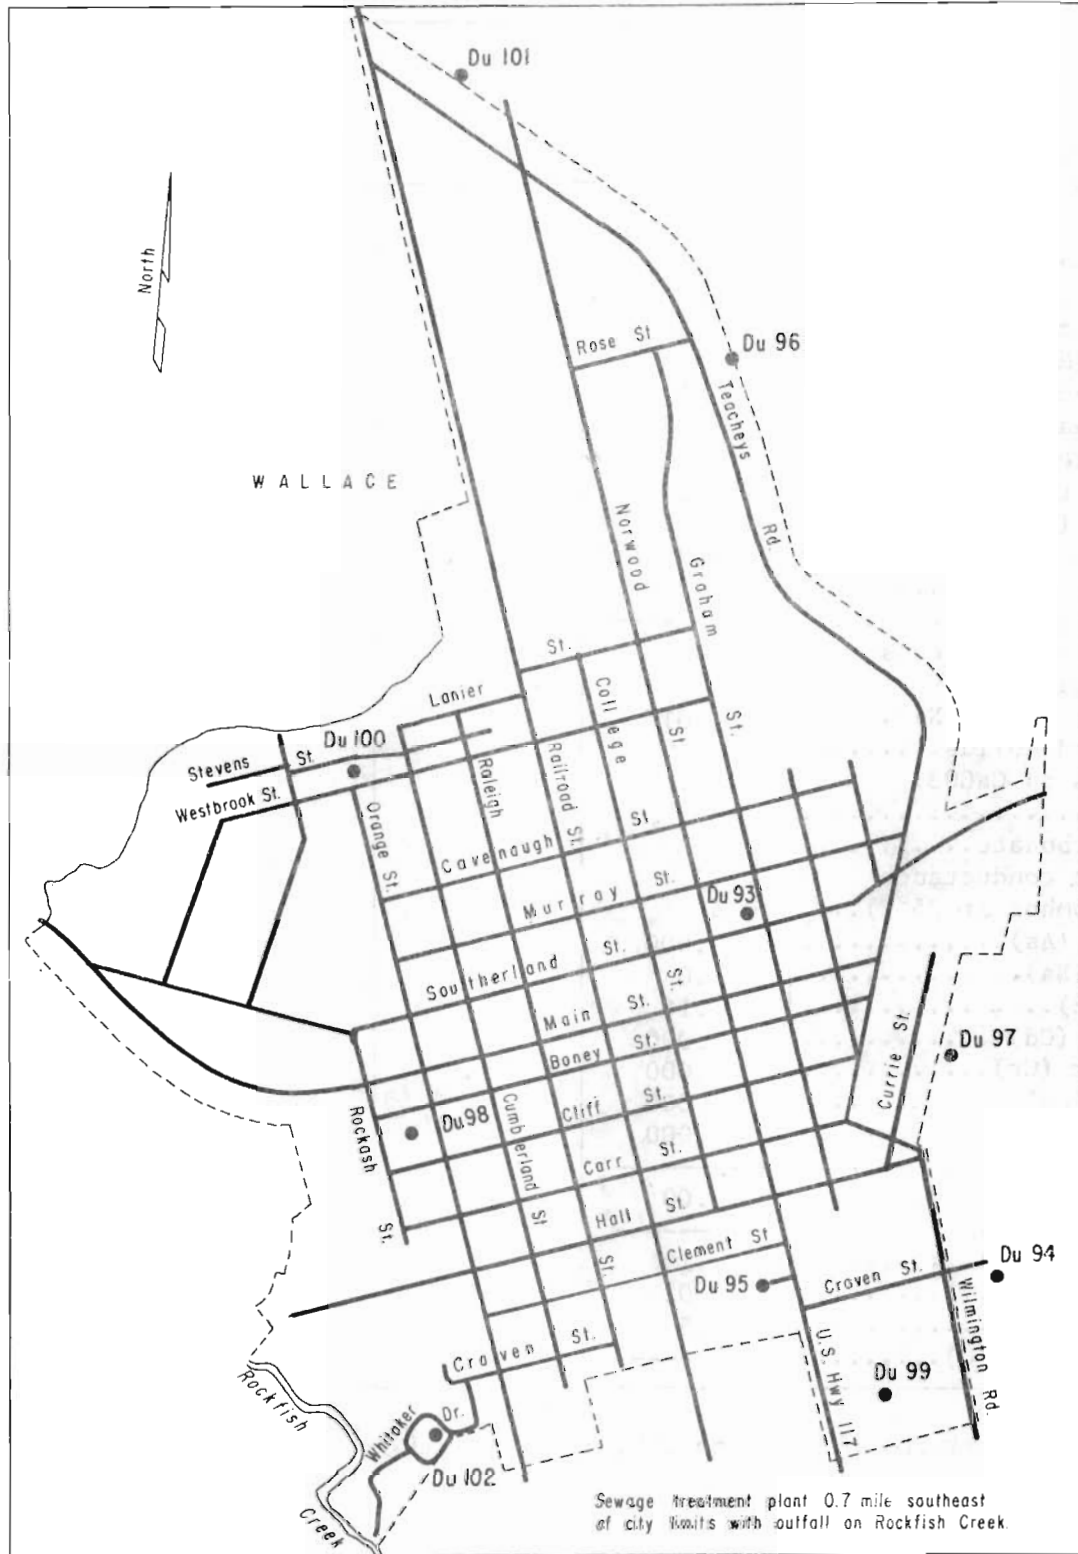 Du 101
North
Rose St
Du 96
Teacheys Rd.
WALLACE
Norwood St.
Graham St.
Lanier St.
College St.
Du 100
Stevens St.
Westbrook St.
Orange St.
Raleigh
Railroad St.
Cavenaugh St
Murray St.
Du 93
Southerland St.
Main St.
Boney St.
Currie St.
Du 97
Rockash St.
Du 98
Cumberland St
Cliff St.
Carr St.
Hall St.
Clement St
Du 95
Craven St.
Du 94
Wilmington Rd.
U.S. Hwy 117
Du 99
Craven St.
Rockfish Creek
Whitaker Dr.
Du 102
Sewage treatment plant 0.7 mile southeast
of city limits with outfall on Rockfish Creek.